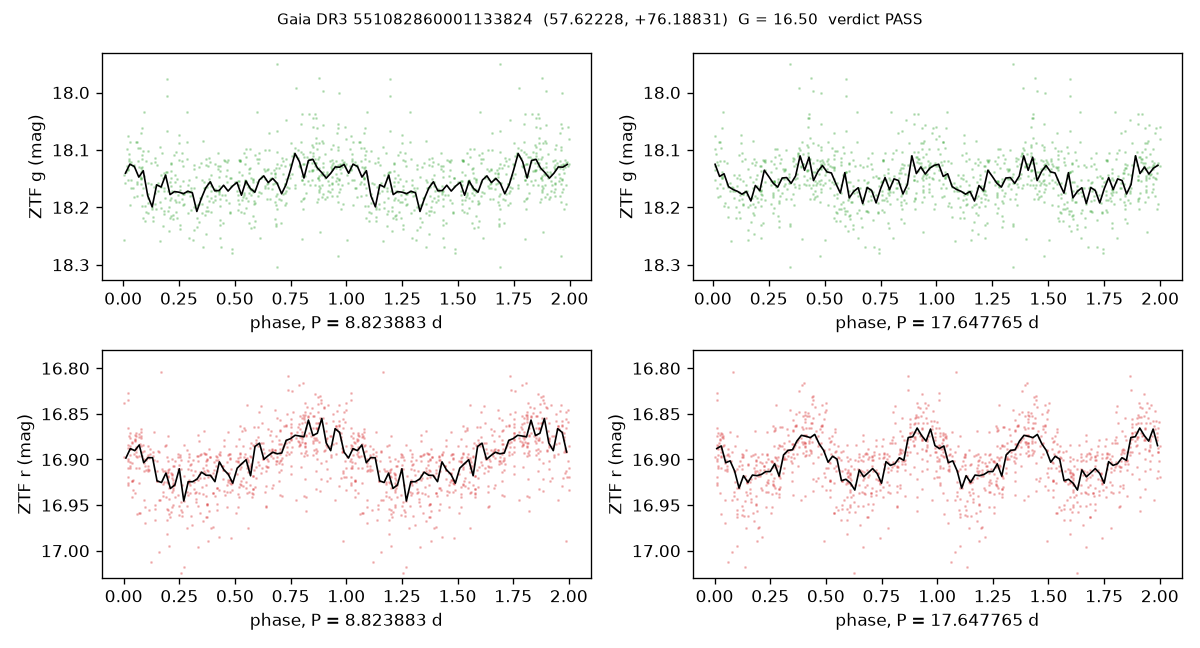 Gaia DR3 551082860001133824 (57.62228, +76.18831) G = 16.50 verdict PASS
ZTF g (mag)
18.0
18.1
18.2
18.3
0.00 0.25 0.50 0.75 1.00 1.25 1.50 1.75 2.00
phase, P = 8.823883 d
ZTF g (mag)
18.0
18.1
18.2
18.3
0.00 0.25 0.50 0.75 1.00 1.25 1.50 1.75 2.00
phase, P = 17.647765 d
ZTF r (mag)
16.80
16.85
16.90
16.95
17.00
0.00 0.25 0.50 0.75 1.00 1.25 1.50 1.75 2.00
phase, P = 8.823883 d
ZTF r (mag)
16.80
16.85
16.90
16.95
17.00
0.00 0.25 0.50 0.75 1.00 1.25 1.50 1.75 2.00
phase, P = 17.647765 d